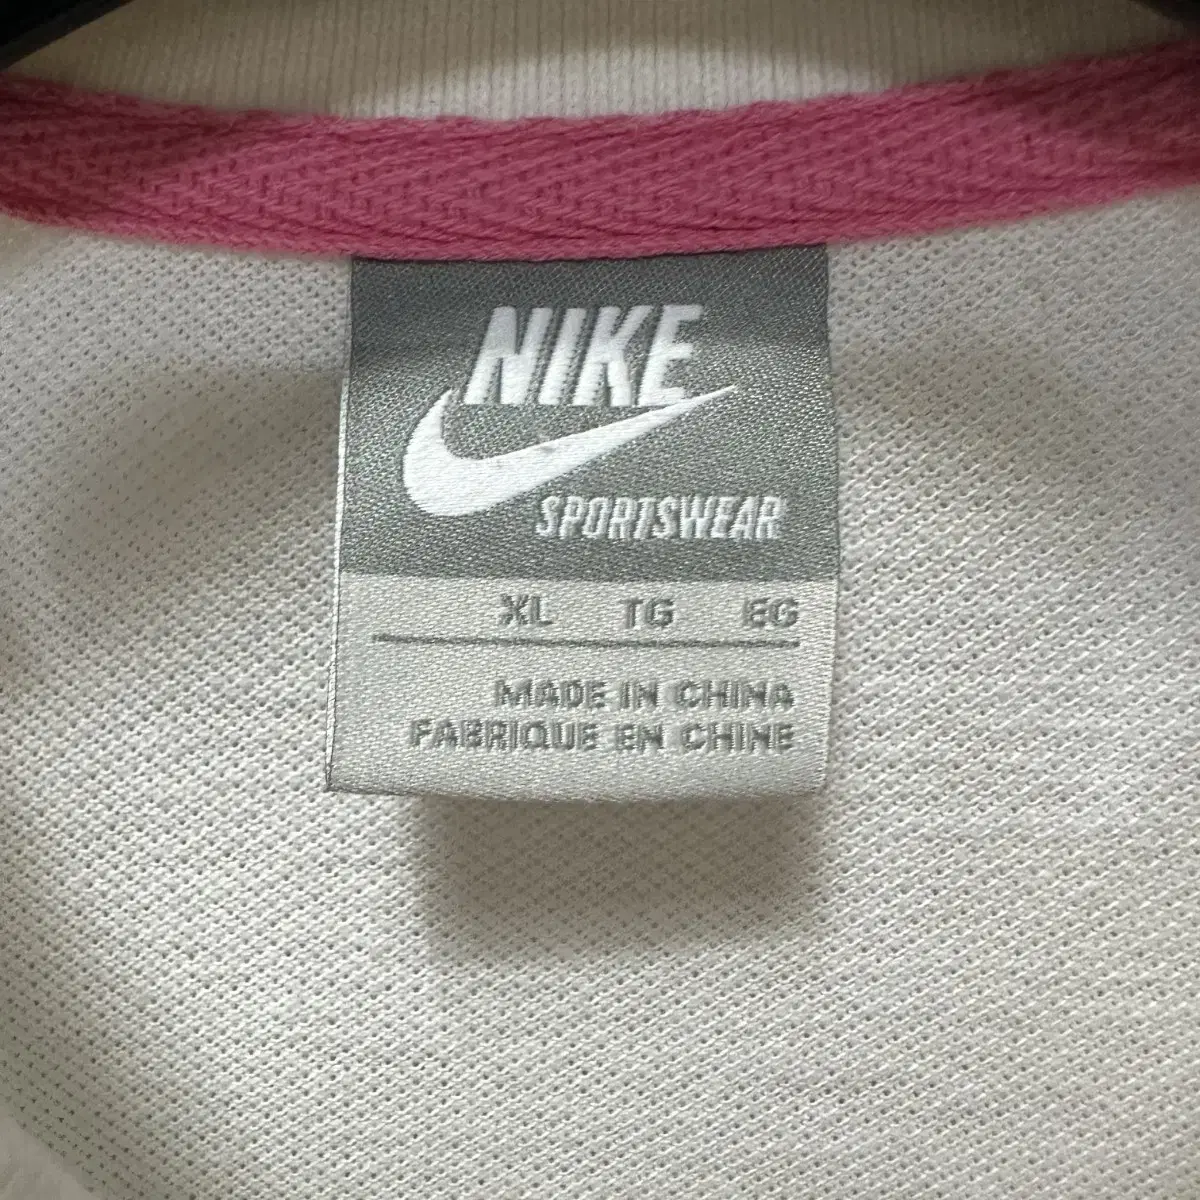 NIKE
SPORTSWEAR
XL TG EG
MADE IN CHINA
FABRIQUE EN CHINE